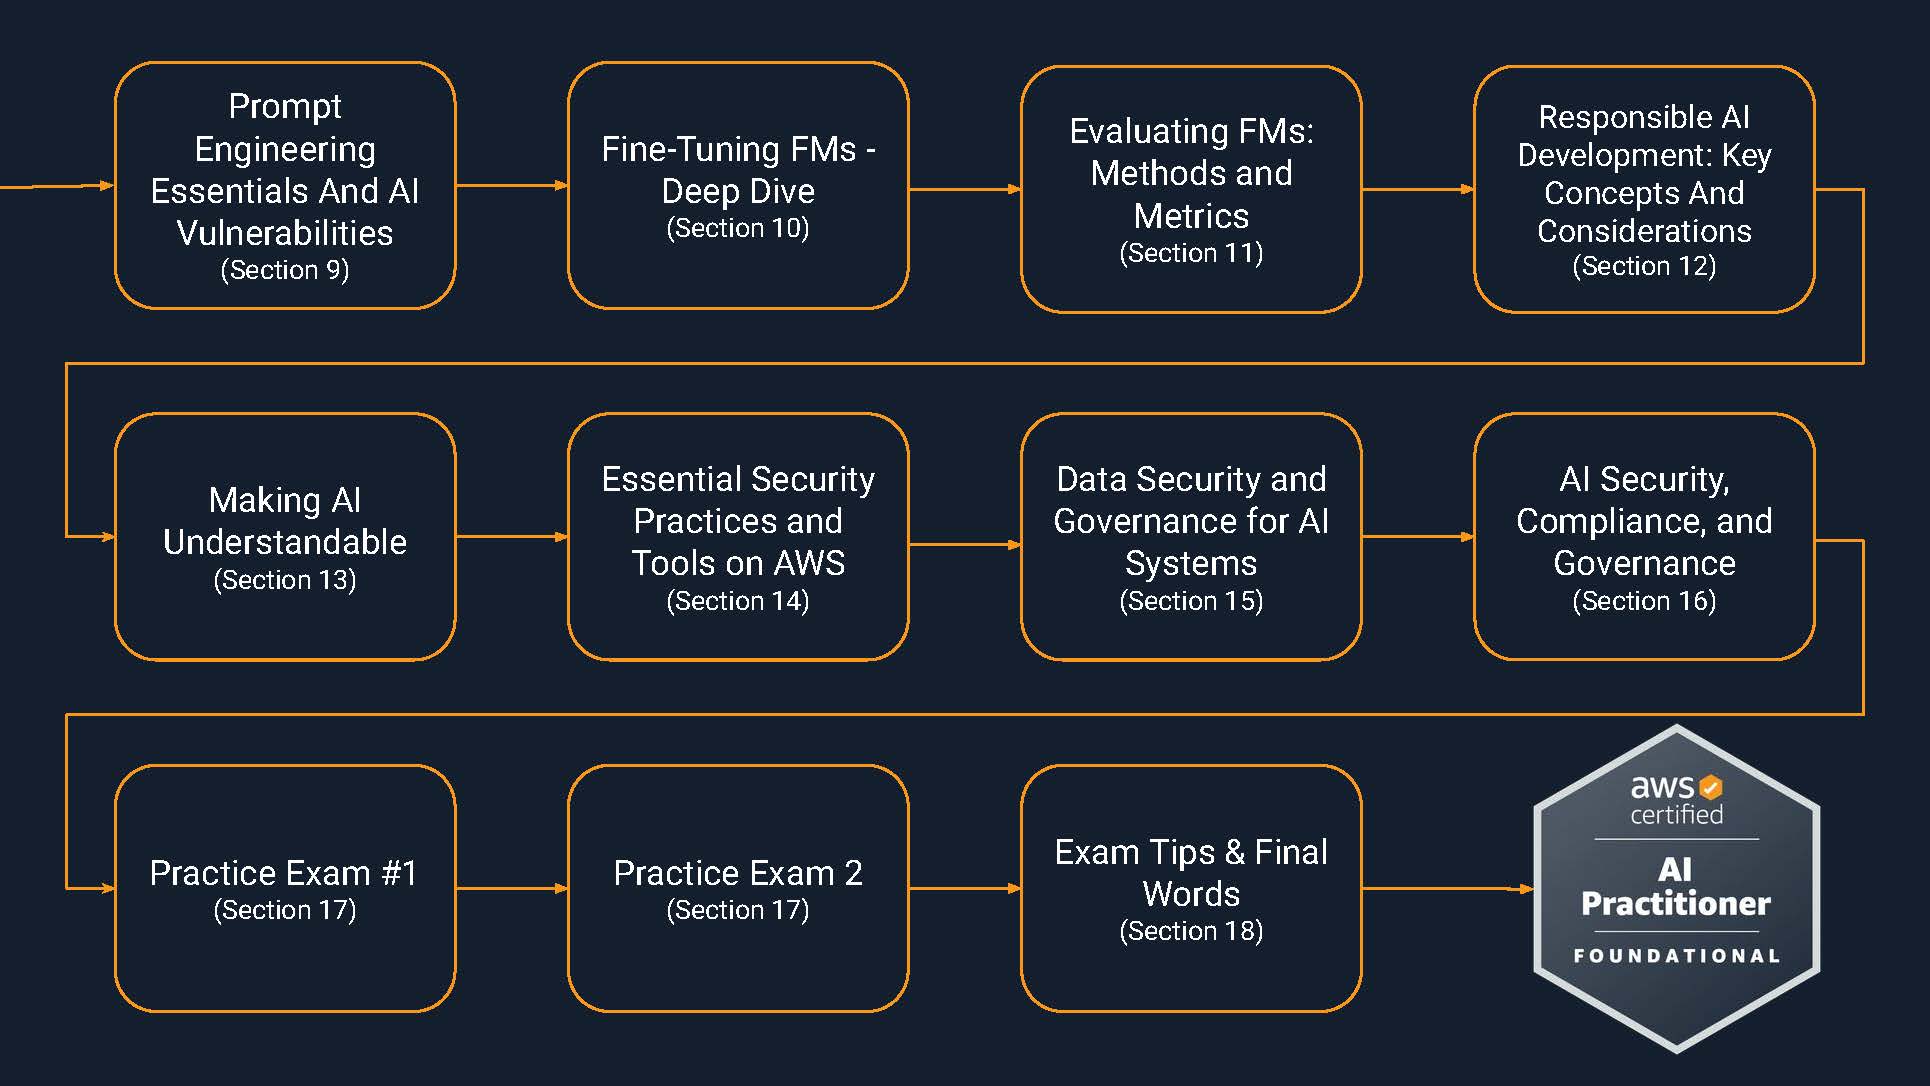 Prompt
Engineering
Essentials And AI
Vulnerabilities
(Section 9)
Fine-Tuning FMs -
Deep Dive
(Section 10)
Evaluating FMs:
Methods and
Metrics
(Section 11)
Responsible AI
Development: Key
Concepts And
Considerations
(Section 12)
Making AI
Understandable
(Section 13)
Essential Security
Practices and
Tools on AWS
(Section 14)
Data Security and
Governance for AI
Systems
(Section 15)
AI Security,
Compliance, and
Governance
(Section 16)
Practice Exam #1
(Section 17)
Practice Exam 2
(Section 17)
Exam Tips & Final
Words
(Section 18)
aws
certified
AI
Practitioner
FOUNDATIONAL